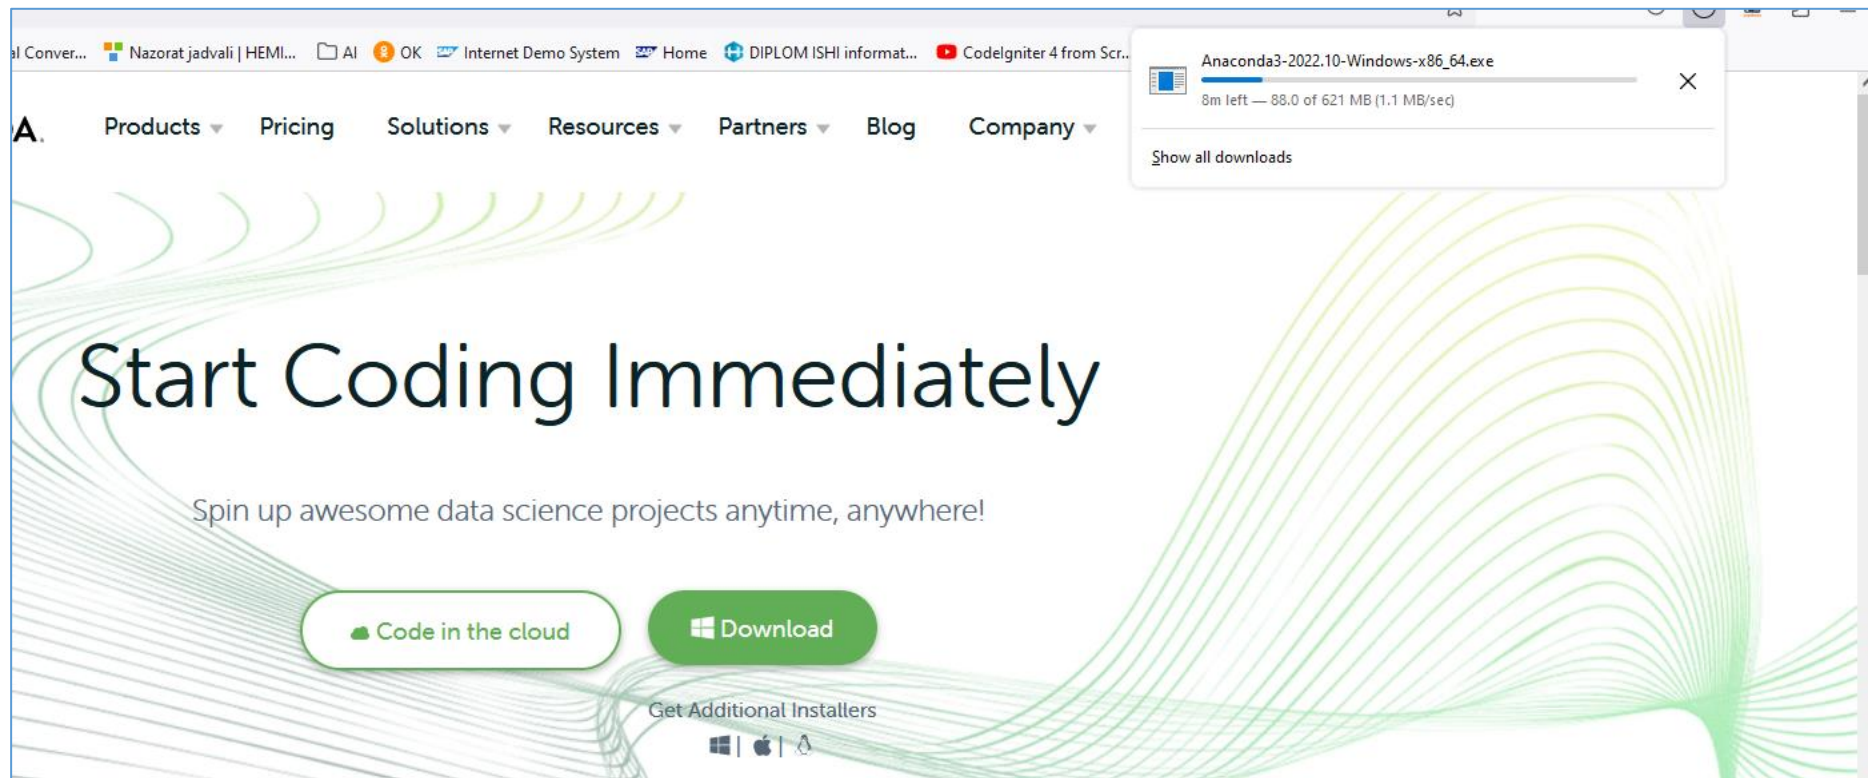 al Conver... Nazorat jadvali | HEMI... AI OK Internet Demo System Home DIPLOM ISHI informat... CodeIgniter 4 from Scr...
Anaconda3-2022.10-Windows-x86_64.exe
8m left — 88.0 of 621 MB (1.1 MB/sec)
Show all downloads
A. Products Pricing Solutions Resources Partners Blog Company
Start Coding Immediately
Spin up awesome data science projects anytime, anywhere!
Code in the cloud Download
Get Additional Installers